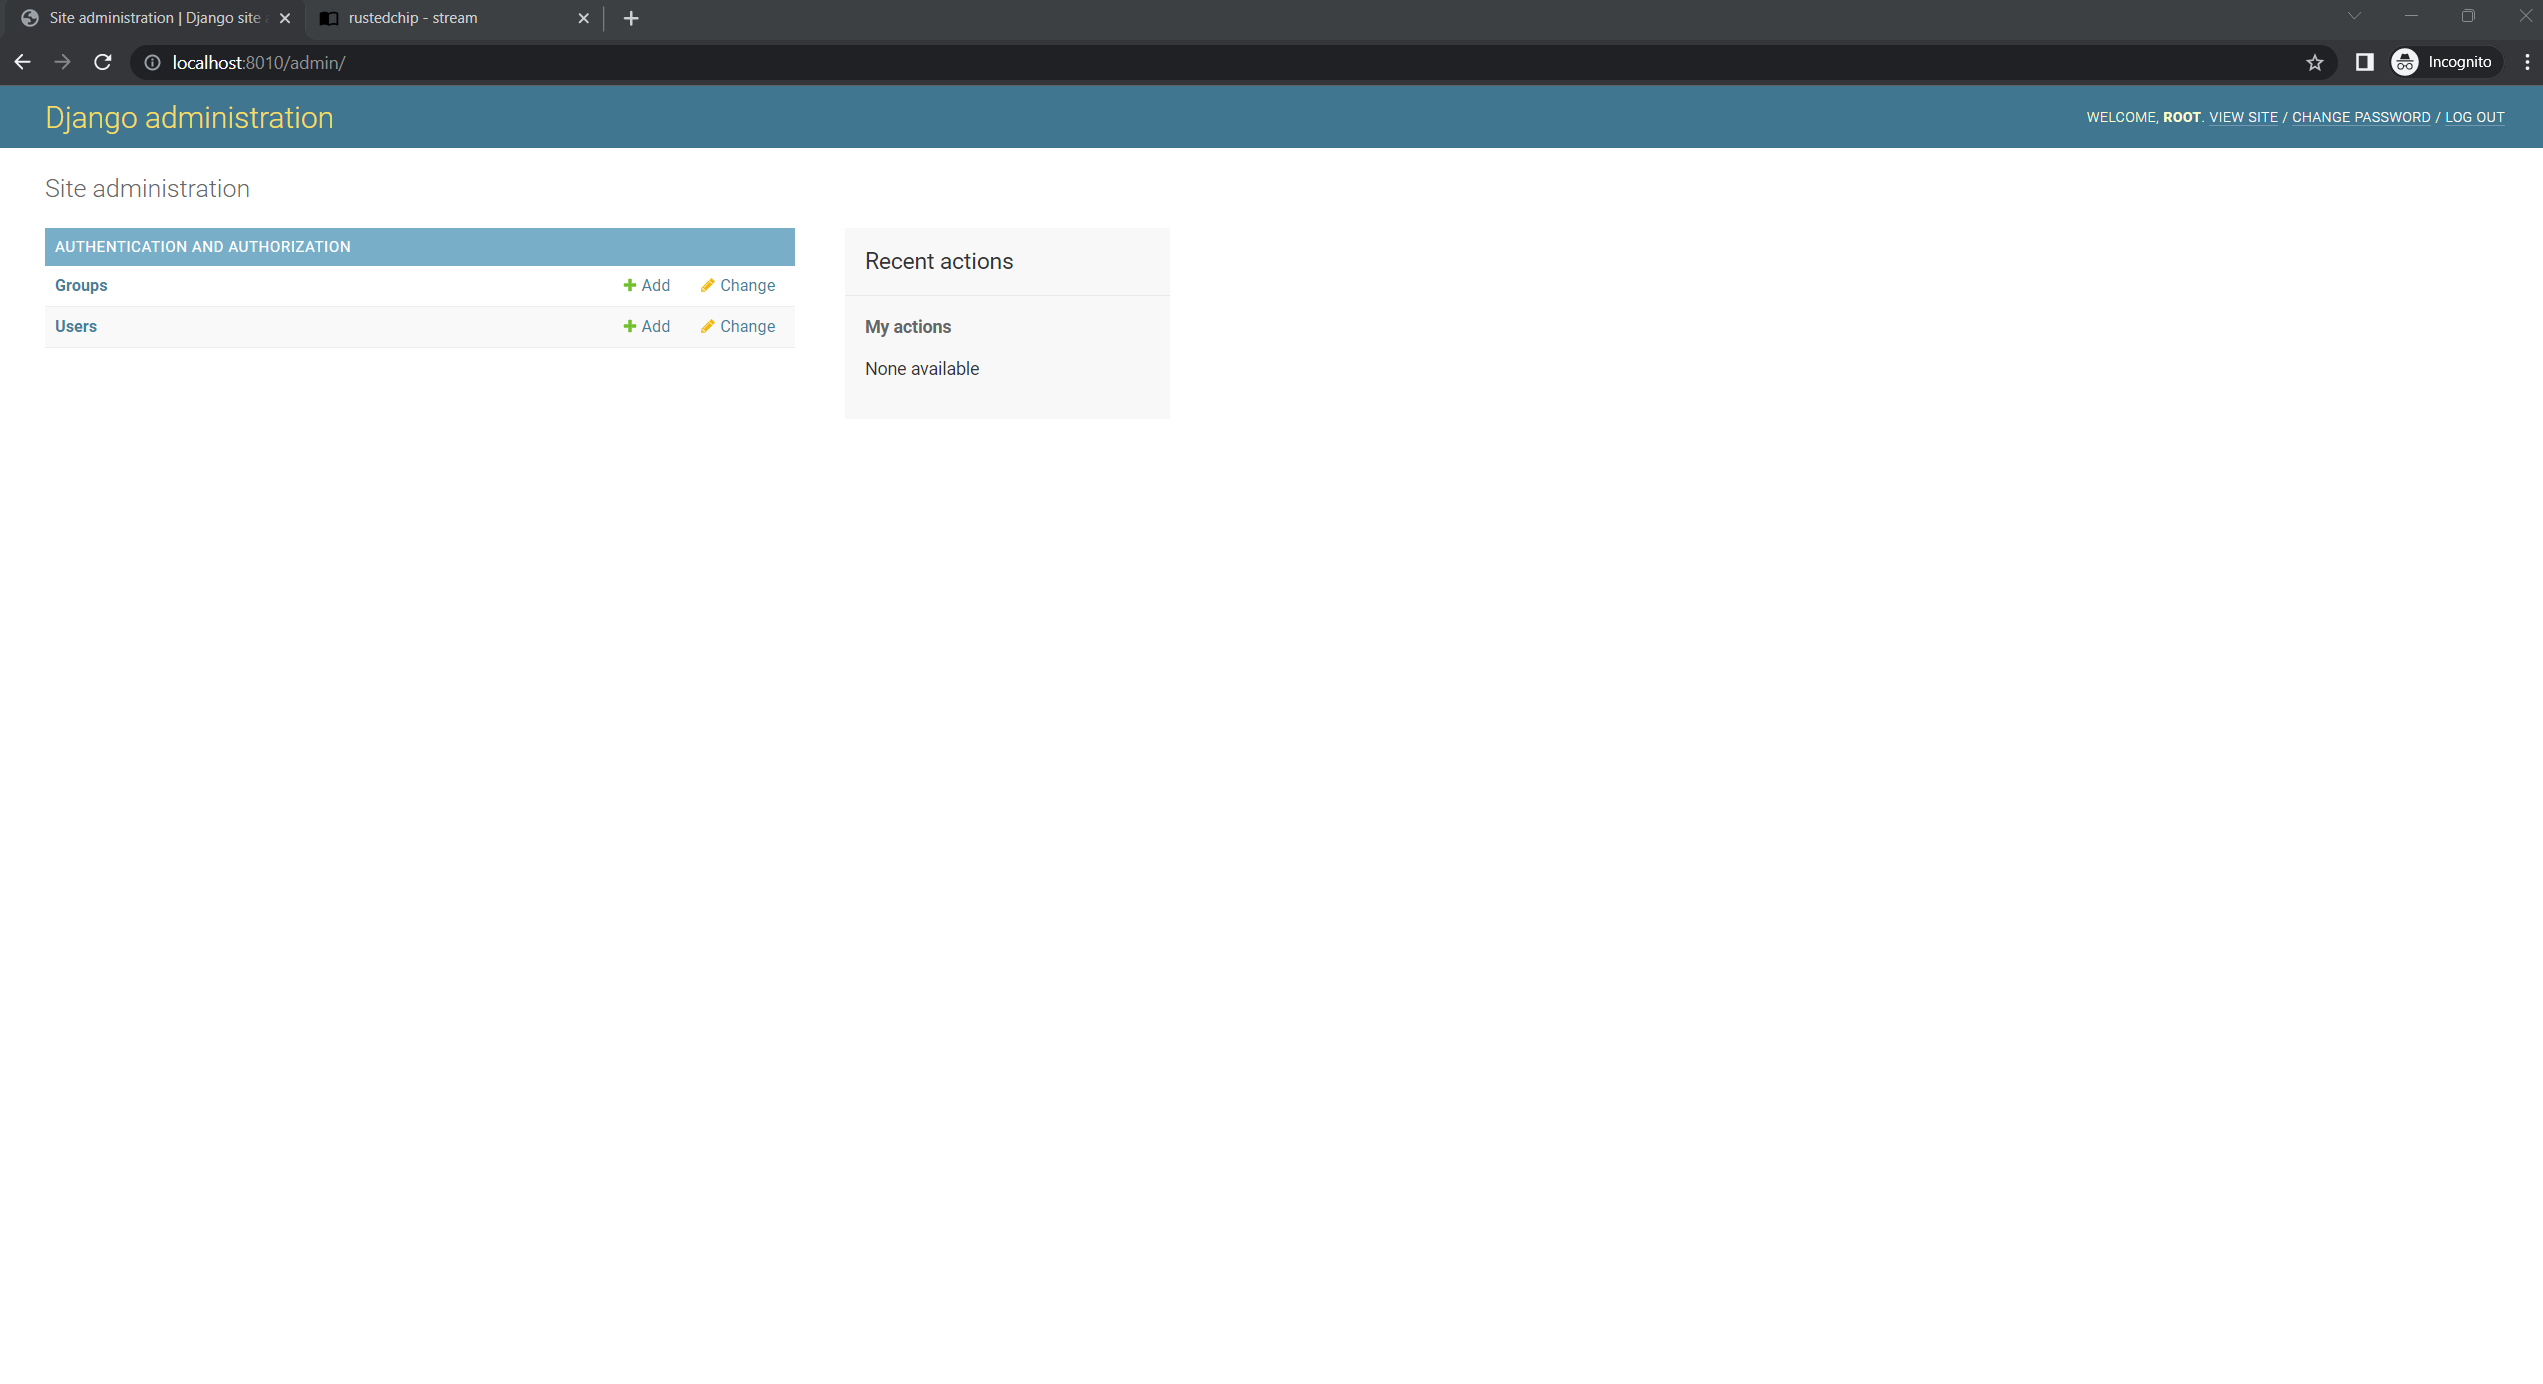 Site administration | Django site
rustedchip - stream
localhost:8010/admin/
Incognito
Django administration
WELCOME, ROOT. VIEW SITE / CHANGE PASSWORD / LOG OUT
Site administration
AUTHENTICATION AND AUTHORIZATION
Groups Add Change
Users Add Change
Recent actions
My actions
None available